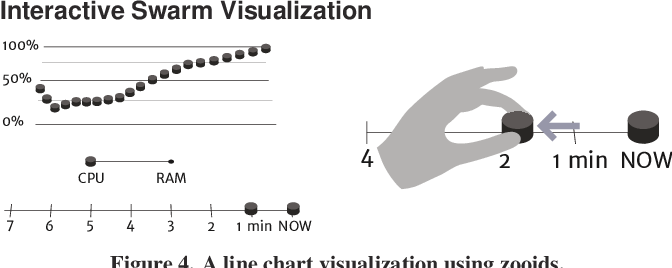 Interactive Swarm Visualization
100%
50%
0%
CPU RAM
7 6 5 4 3 2 1 min NOW
4 2 1 min NOW
Figure 4. A line chart visualization using zooids.